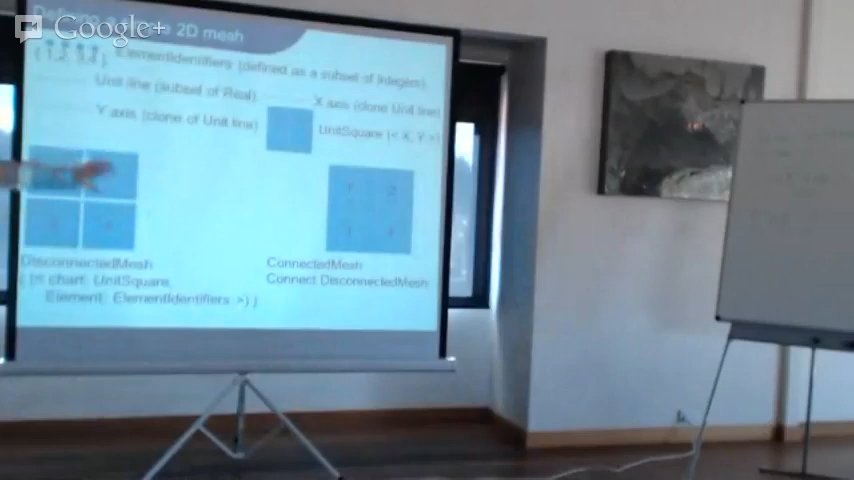 Google+
2D mesh
{ 1,2, 3,4 } ElementIdentifiers (defined as a subset of Integers)
Unit line (subset of Real)
X axis (clone Unit line)
Y axis (clone of Unit line)
UnitSquare (< X, Y >)
1 2
3 4
DisconnectedMesh
{ (< chart: UnitSquare,
Element: ElementIdentifiers >) }
ConnectedMesh
Connect DisconnectedMesh